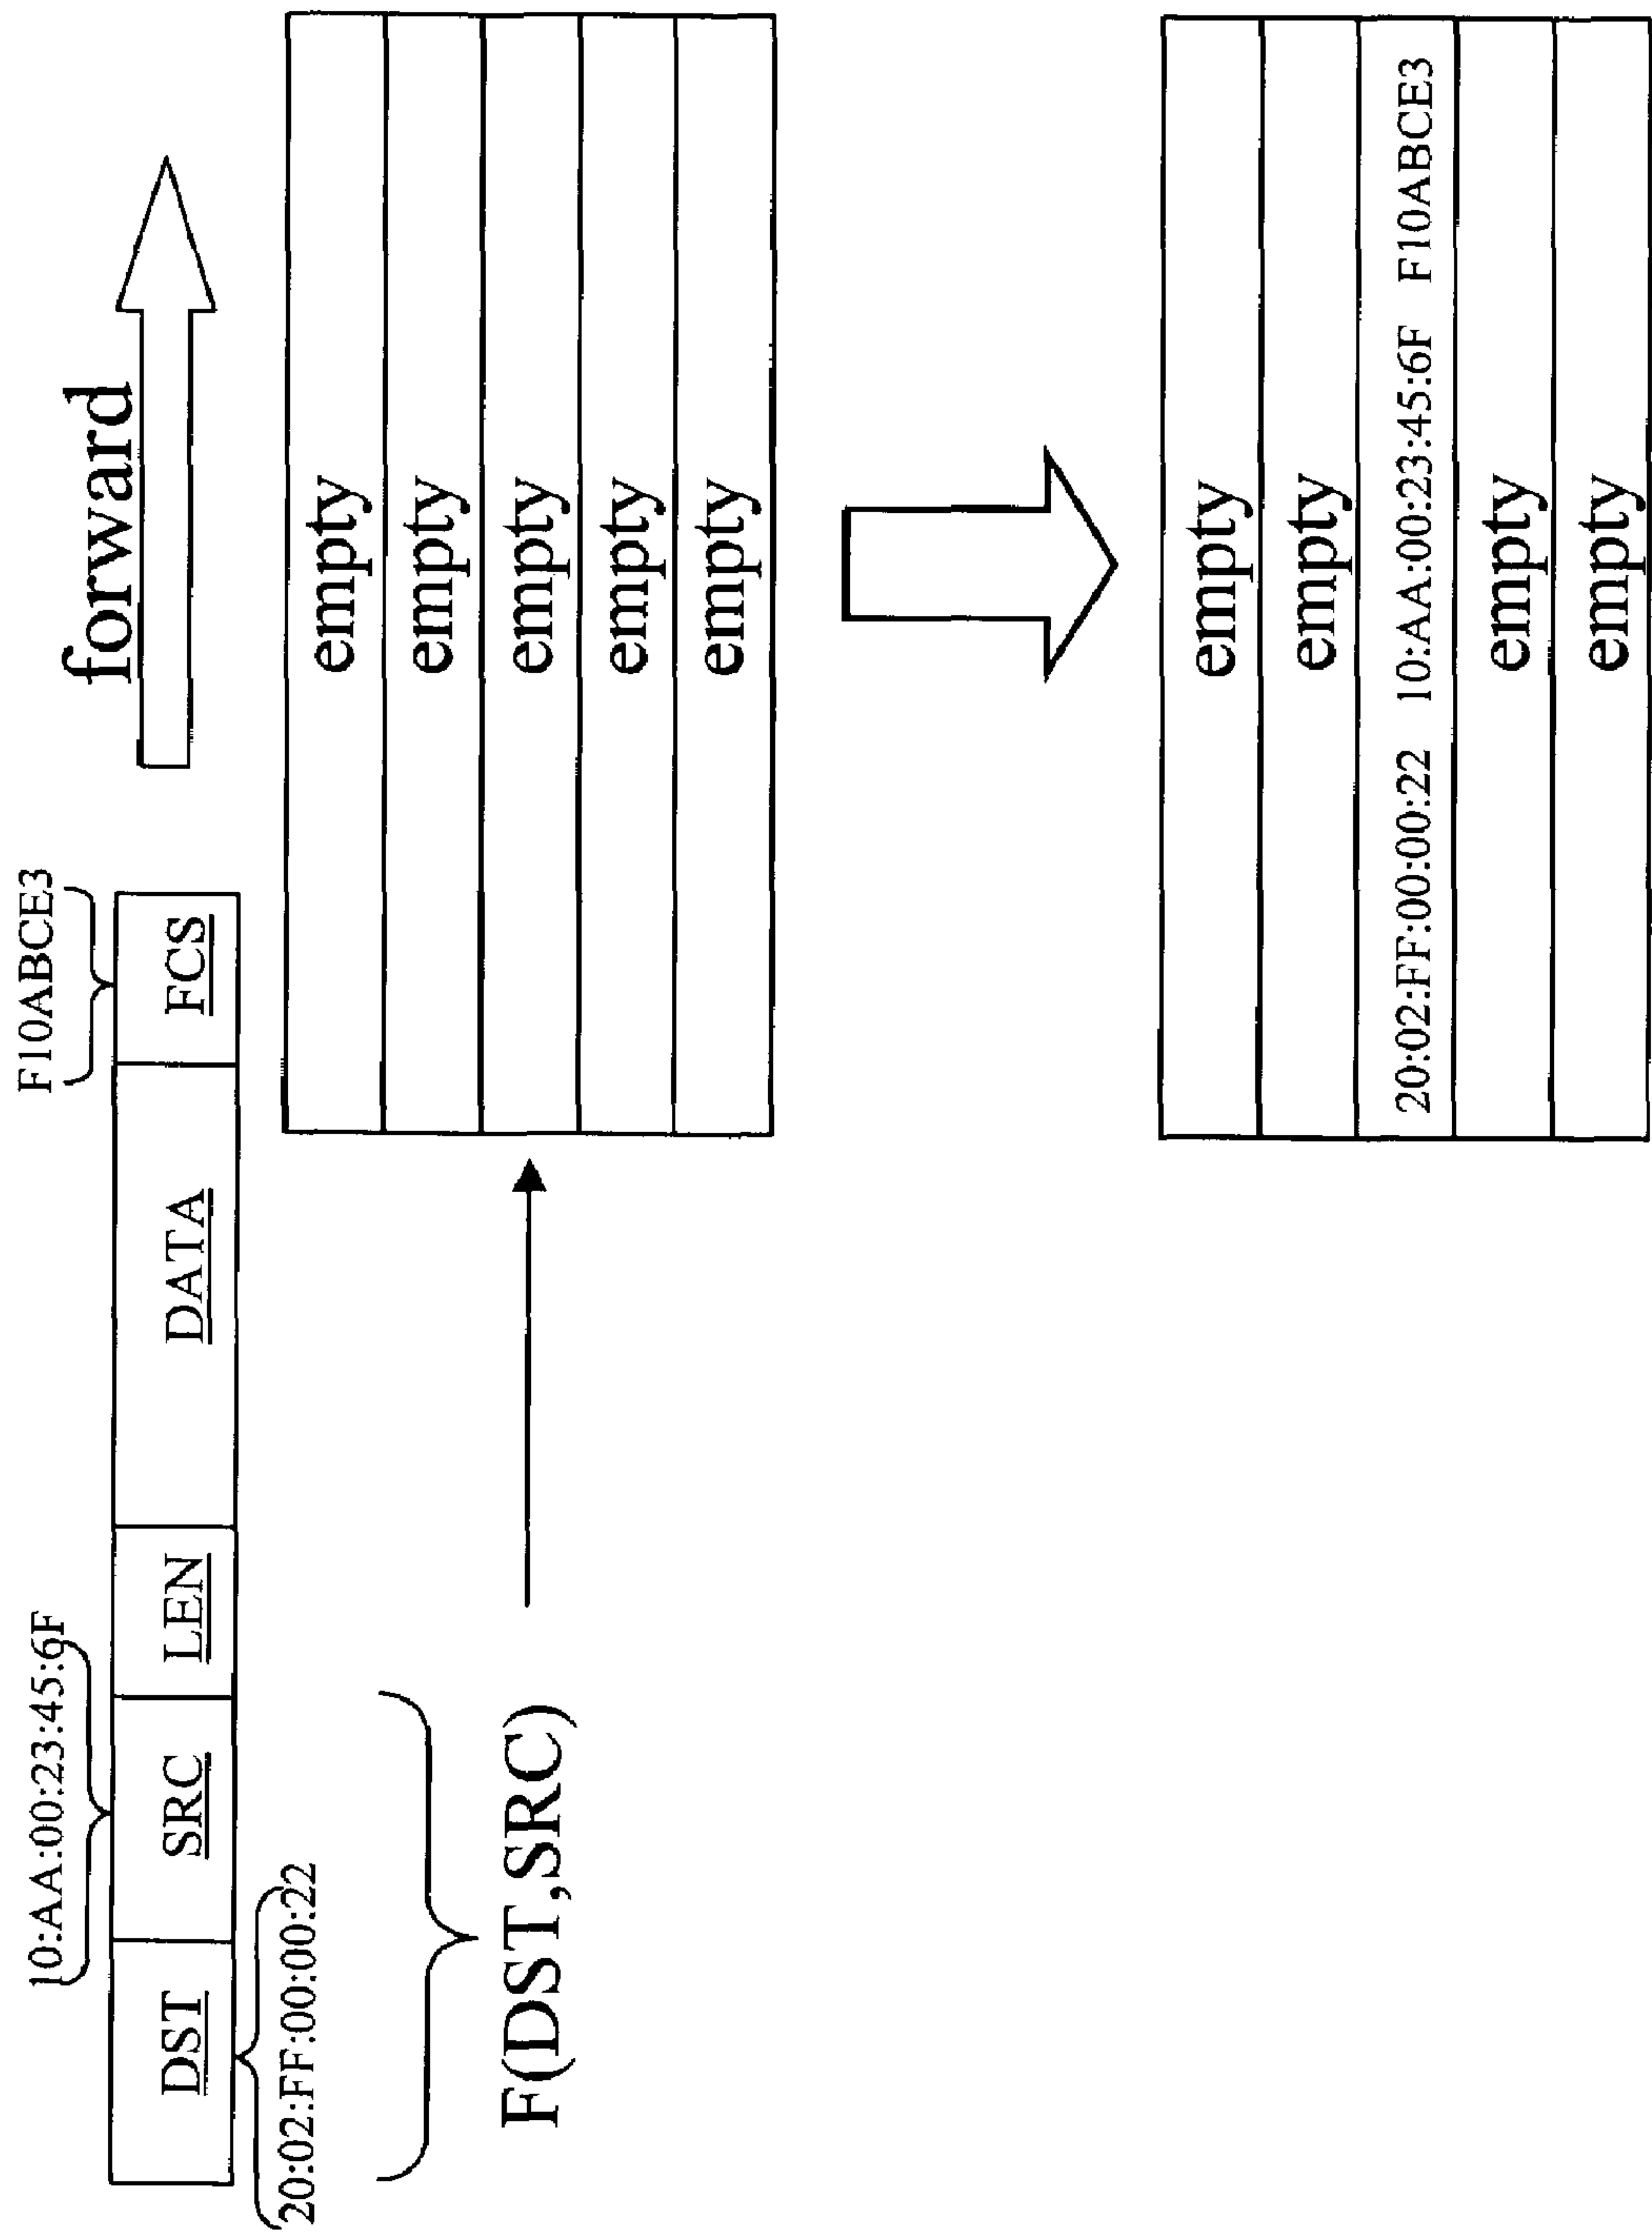 10:AA:00:23:45:6F
F10ABCE3
forward
DST SRC LEN DATA FCS
20:02:FF:00:00:22
F(DST,SRC)
empty
empty
empty
empty
empty
empty
empty
20:02:FF:00:00:22 10:AA:00:23:45:6F F10ABCE3
empty
empty